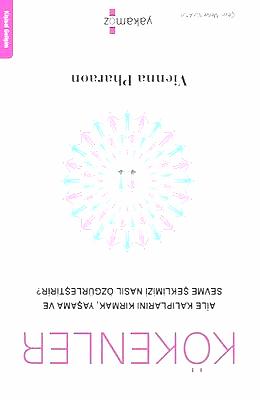 KÖKENLER
AİLE KALIPLARINI KIRMAK, YAŞAMA VE
SEVME ŞEKLİMİZİ NASIL ÖZGÜRLEŞTİRİR?
Vienna Pharaon
yakamoz
Kişisel Gelişim